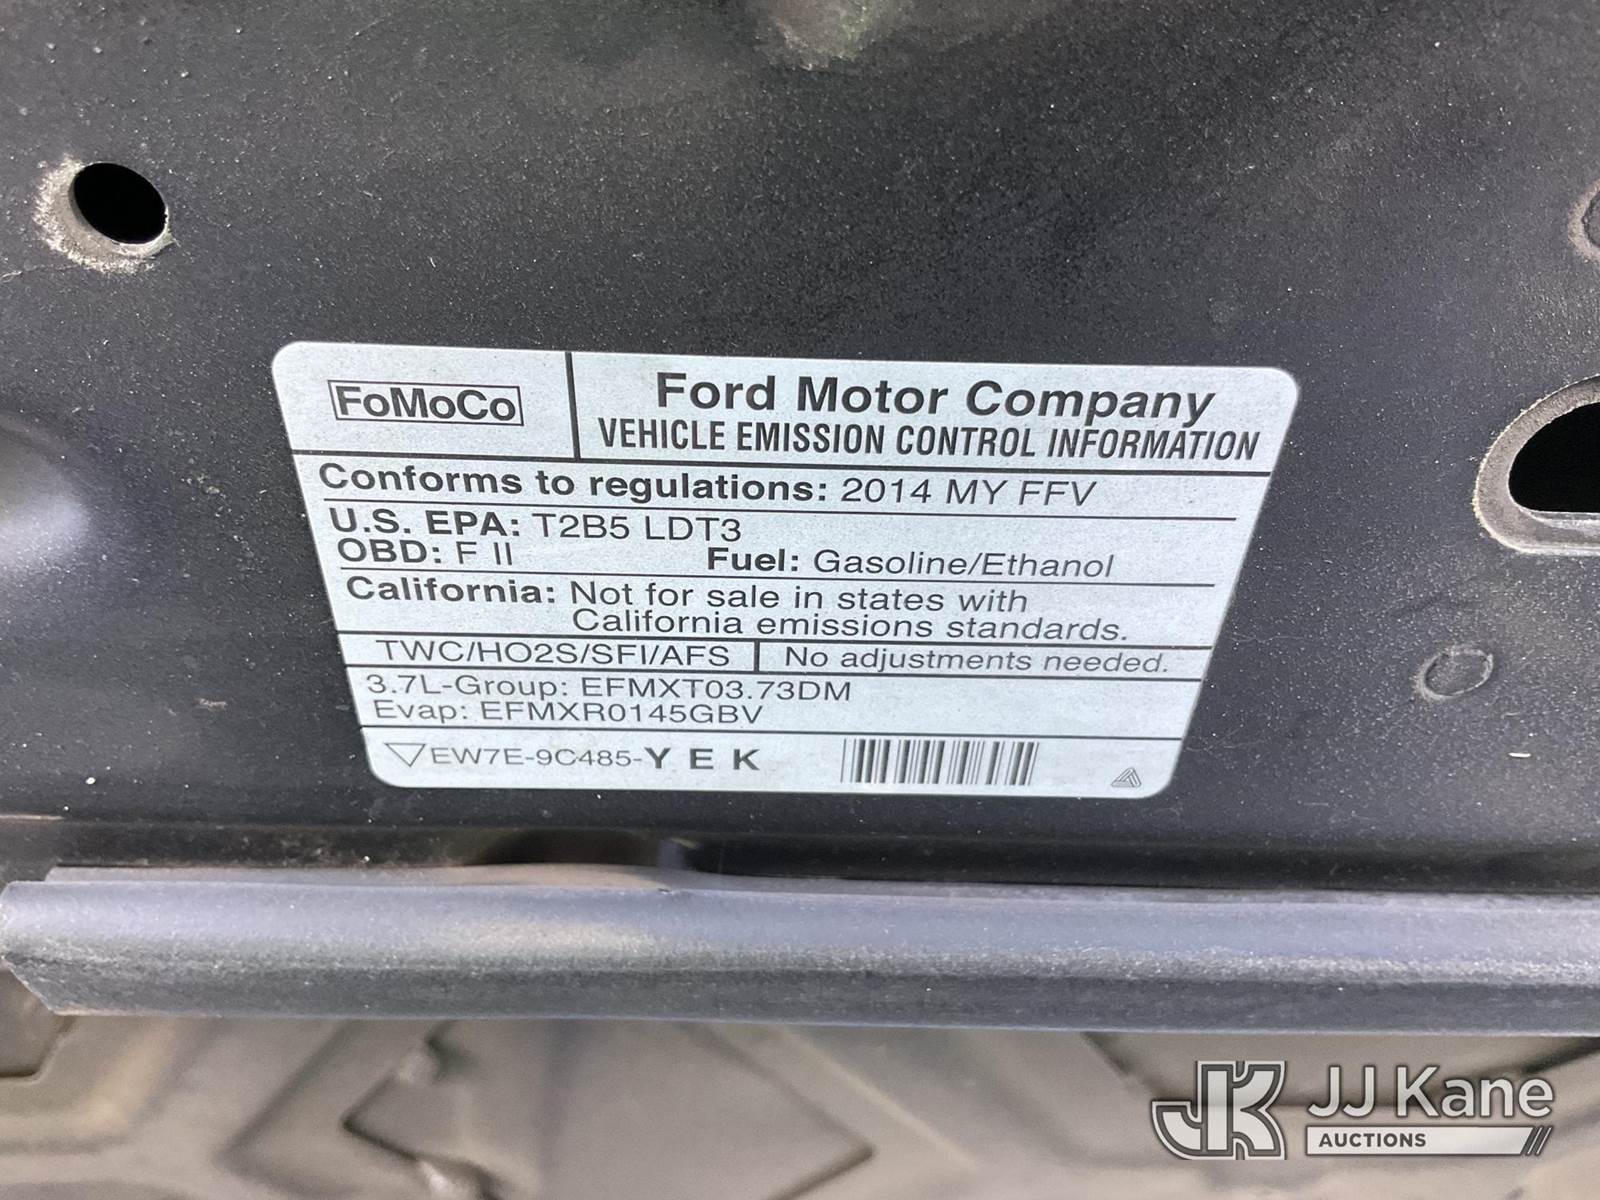 FoMoCo
Ford Motor Company
VEHICLE EMISSION CONTROL INFORMATION
Conforms to regulations: 2014 MY FFV
U.S. EPA: T2B5 LDT3
OBD: F II Fuel: Gasoline/Ethanol
California: Not for sale in states with
California emissions standards.
TWC/HO2S/SFI/AFS No adjustments needed.
3.7L-Group: EFMXT03.73DM
Evap: EFMXR0145GBV
EW7E-9C485-Y E K
JK JJ Kane
AUCTIONS